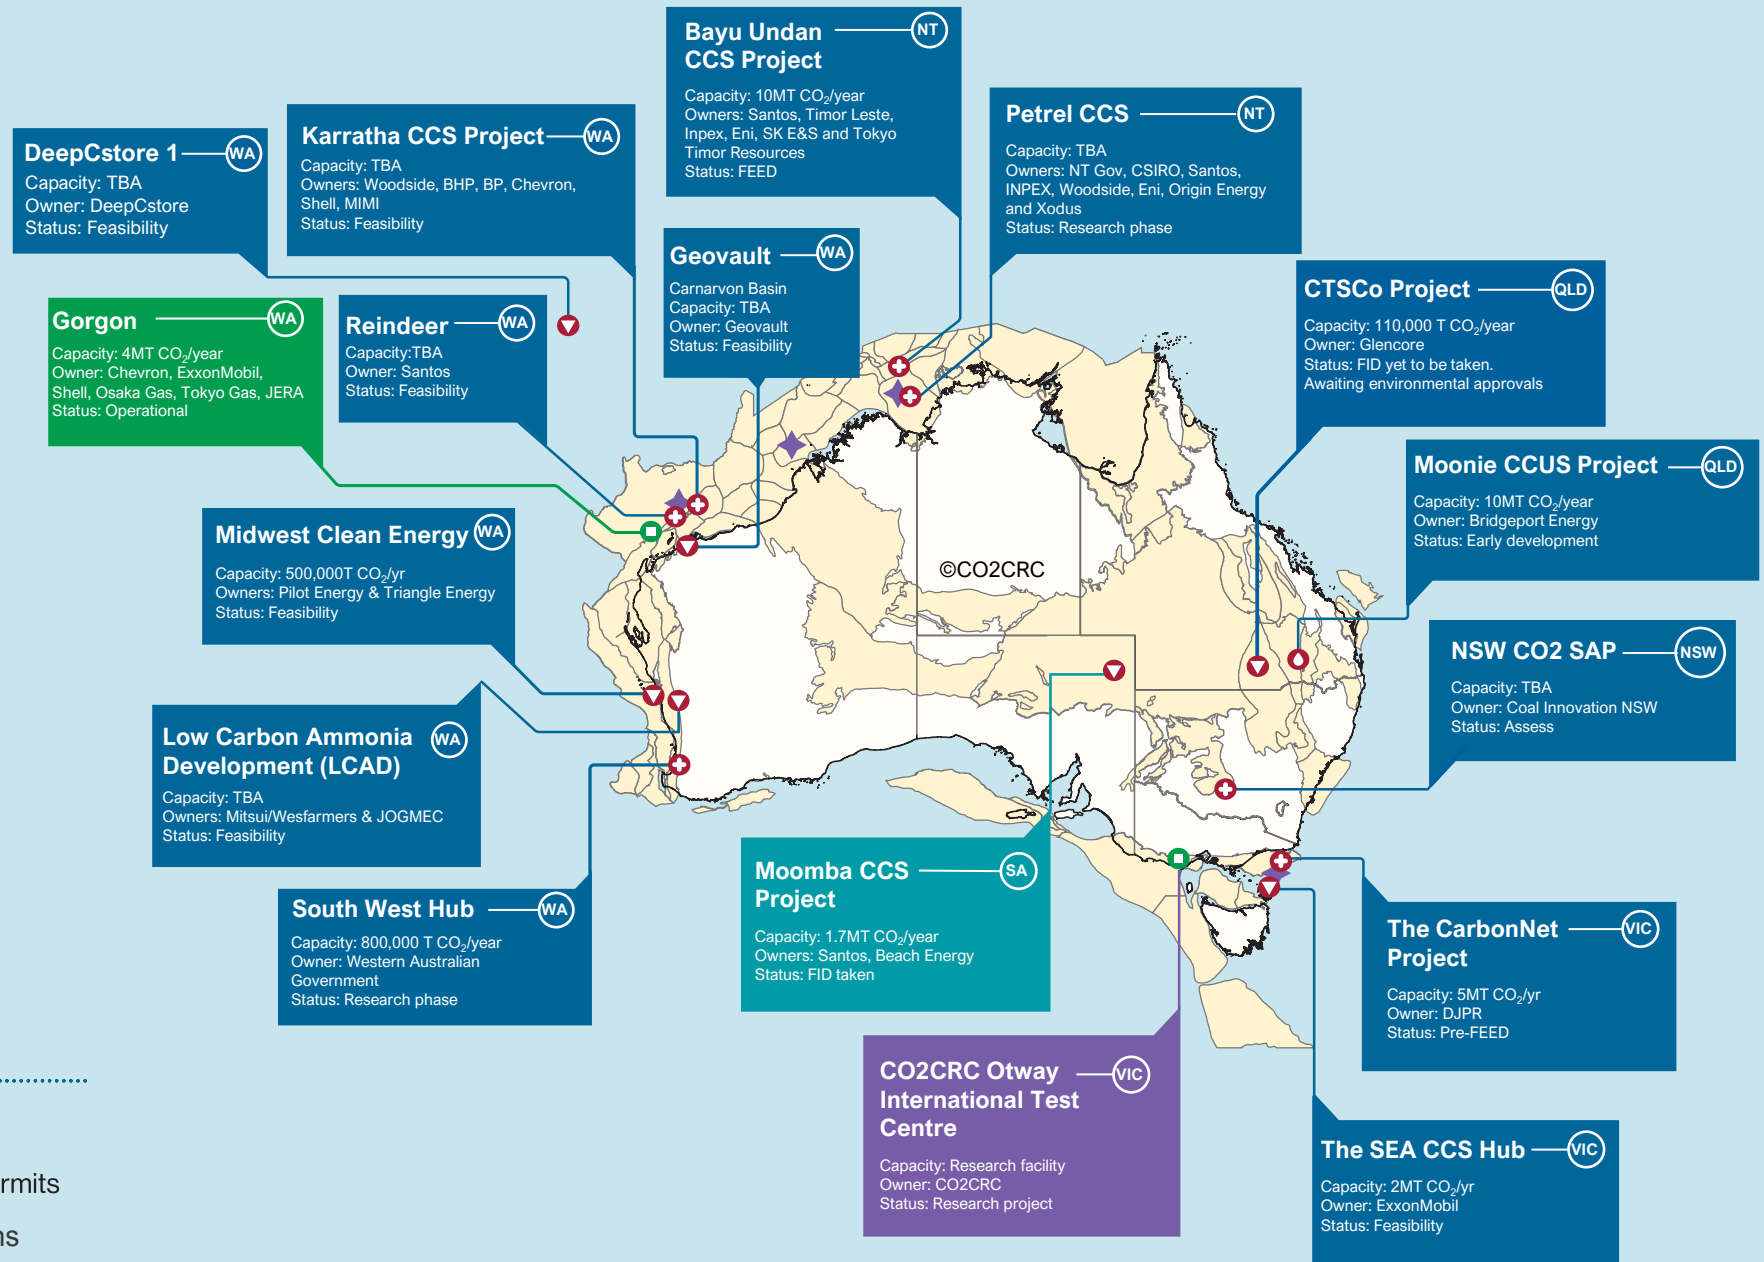 Bayu Undan
CCS Project
NT
Capacity: 10MT CO₂/year
Owners: Santos, Timor Leste,
Inpex, Eni, SK E&S and Tokyo
Timor Resources
Status: FEED
Petrel CCS
NT
Capacity: TBA
Owners: NT Gov, CSIRO, Santos,
INPEX, Woodside, Eni, Origin Energy
and Xodus
Status: Research phase
Karratha CCS Project
WA
Capacity: TBA
Owners: Woodside, BHP, BP, Chevron,
Shell, MIMI
Status: Feasibility
DeepCstore 1
WA
Capacity: TBA
Owner: DeepCstore
Status: Feasibility
Geovault
WA
Carnarvon Basin
Capacity: TBA
Owner: Geovault
Status: Feasibility
CTSCo Project
QLD
Capacity: 110,000 T CO₂/year
Owner: Glencore
Status: FID yet to be taken.
Awaiting environmental approvals
Gorgon
WA
Capacity: 4MT CO₂/year
Owner: Chevron, ExxonMobil,
Shell, Osaka Gas, Tokyo Gas, JERA
Status: Operational
Reindeer
WA
Capacity:TBA
Owner: Santos
Status: Feasibility
Moonie CCUS Project
QLD
Capacity: 10MT CO₂/year
Owner: Bridgeport Energy
Status: Early development
Midwest Clean Energy
WA
Capacity: 500,000T CO₂/yr
Owners: Pilot Energy & Triangle Energy
Status: Feasibility
©CO2CRC
NSW CO2 SAP
NSW
Capacity: TBA
Owner: Coal Innovation NSW
Status: Assess
Low Carbon Ammonia
Development (LCAD)
WA
Capacity: TBA
Owners: Mitsui/Wesfarmers & JOGMEC
Status: Feasibility
Moomba CCS
Project
SA
Capacity: 1.7MT CO₂/year
Owners: Santos, Beach Energy
Status: FID taken
South West Hub
WA
Capacity: 800,000 T CO₂/year
Owner: Western Australian
Government
Status: Research phase
The CarbonNet
Project
VIC
Capacity: 5MT CO₂/yr
Owner: DJPR
Status: Pre-FEED
CO2CRC Otway
International Test
Centre
VIC
Capacity: Research facility
Owner: CO2CRC
Status: Research project
The SEA CCS Hub
VIC
Capacity: 2MT CO₂/yr
Owner: ExxonMobil
Status: Feasibility
rmits
ns